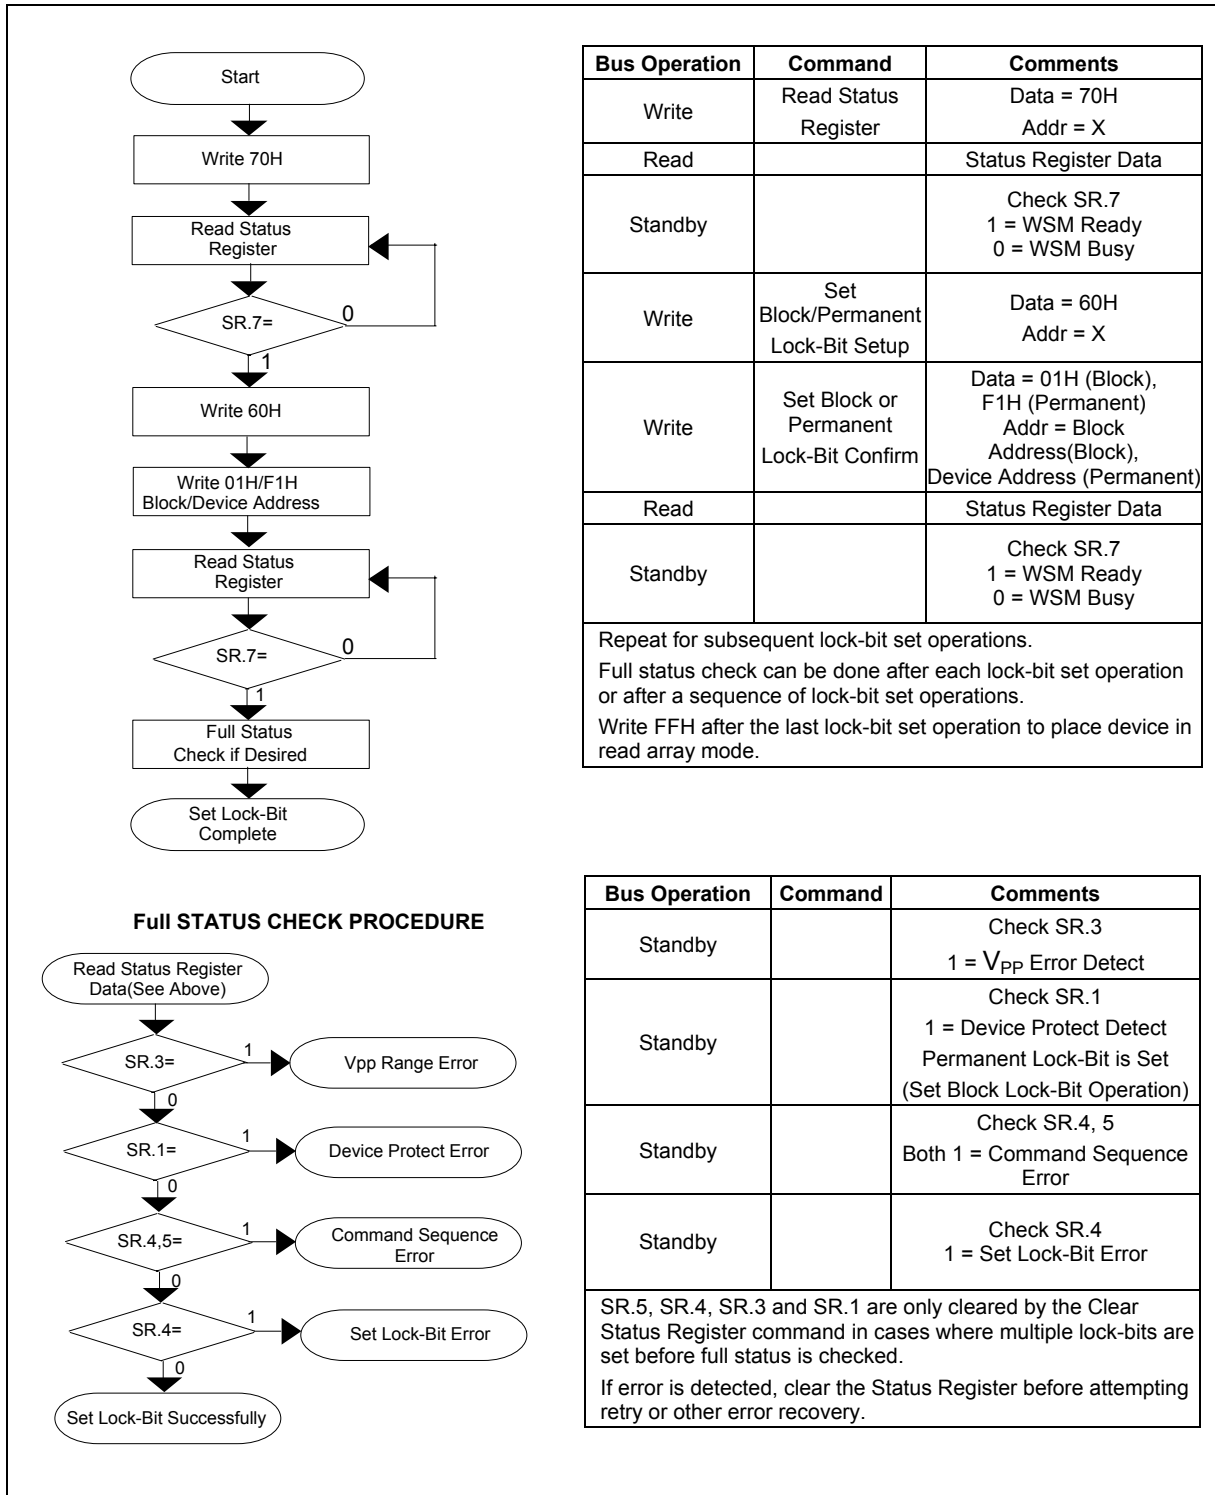 Start
Write 70H
Read Status
Register
SR.7=
0
1
Write 60H
Write 01H/F1H
Block/Device Address
Read Status
Register
SR.7=
0
1
Full Status
Check if Desired
Set Lock-Bit
Complete
Bus Operation Command Comments
Write
Read Status
Register
Data = 70H
Addr = X
Read
Status Register Data
Standby
Check SR.7
1 = WSM Ready
0 = WSM Busy
Write
Set
Block/Permanent
Lock-Bit Setup
Data = 60H
Addr = X
Write
Set Block or
Permanent
Lock-Bit Confirm
Data = 01H (Block),
F1H (Permanent)
Addr = Block
Address(Block),
Device Address (Permanent)
Read
Status Register Data
Standby
Check SR.7
1 = WSM Ready
0 = WSM Busy
Repeat for subsequent lock-bit set operations.
Full status check can be done after each lock-bit set operation
or after a sequence of lock-bit set operations.
Write FFH after the last lock-bit set operation to place device in
read array mode.
Full STATUS CHECK PROCEDURE
Read Status Register
Data(See Above)
SR.3=
1
Vpp Range Error
0
SR.1=
1
Device Protect Error
0
SR.4,5=
1
Command Sequence
Error
0
SR.4=
1
Set Lock-Bit Error
0
Set Lock-Bit Successfully
Bus Operation Command Comments
Standby
Check SR.3
1 = VPP Error Detect
Standby
Check SR.1
1 = Device Protect Detect
Permanent Lock-Bit is Set
(Set Block Lock-Bit Operation)
Standby
Check SR.4, 5
Both 1 = Command Sequence
Error
Standby
Check SR.4
1 = Set Lock-Bit Error
SR.5, SR.4, SR.3 and SR.1 are only cleared by the Clear
Status Register command in cases where multiple lock-bits are
set before full status is checked.
If error is detected, clear the Status Register before attempting
retry or other error recovery.